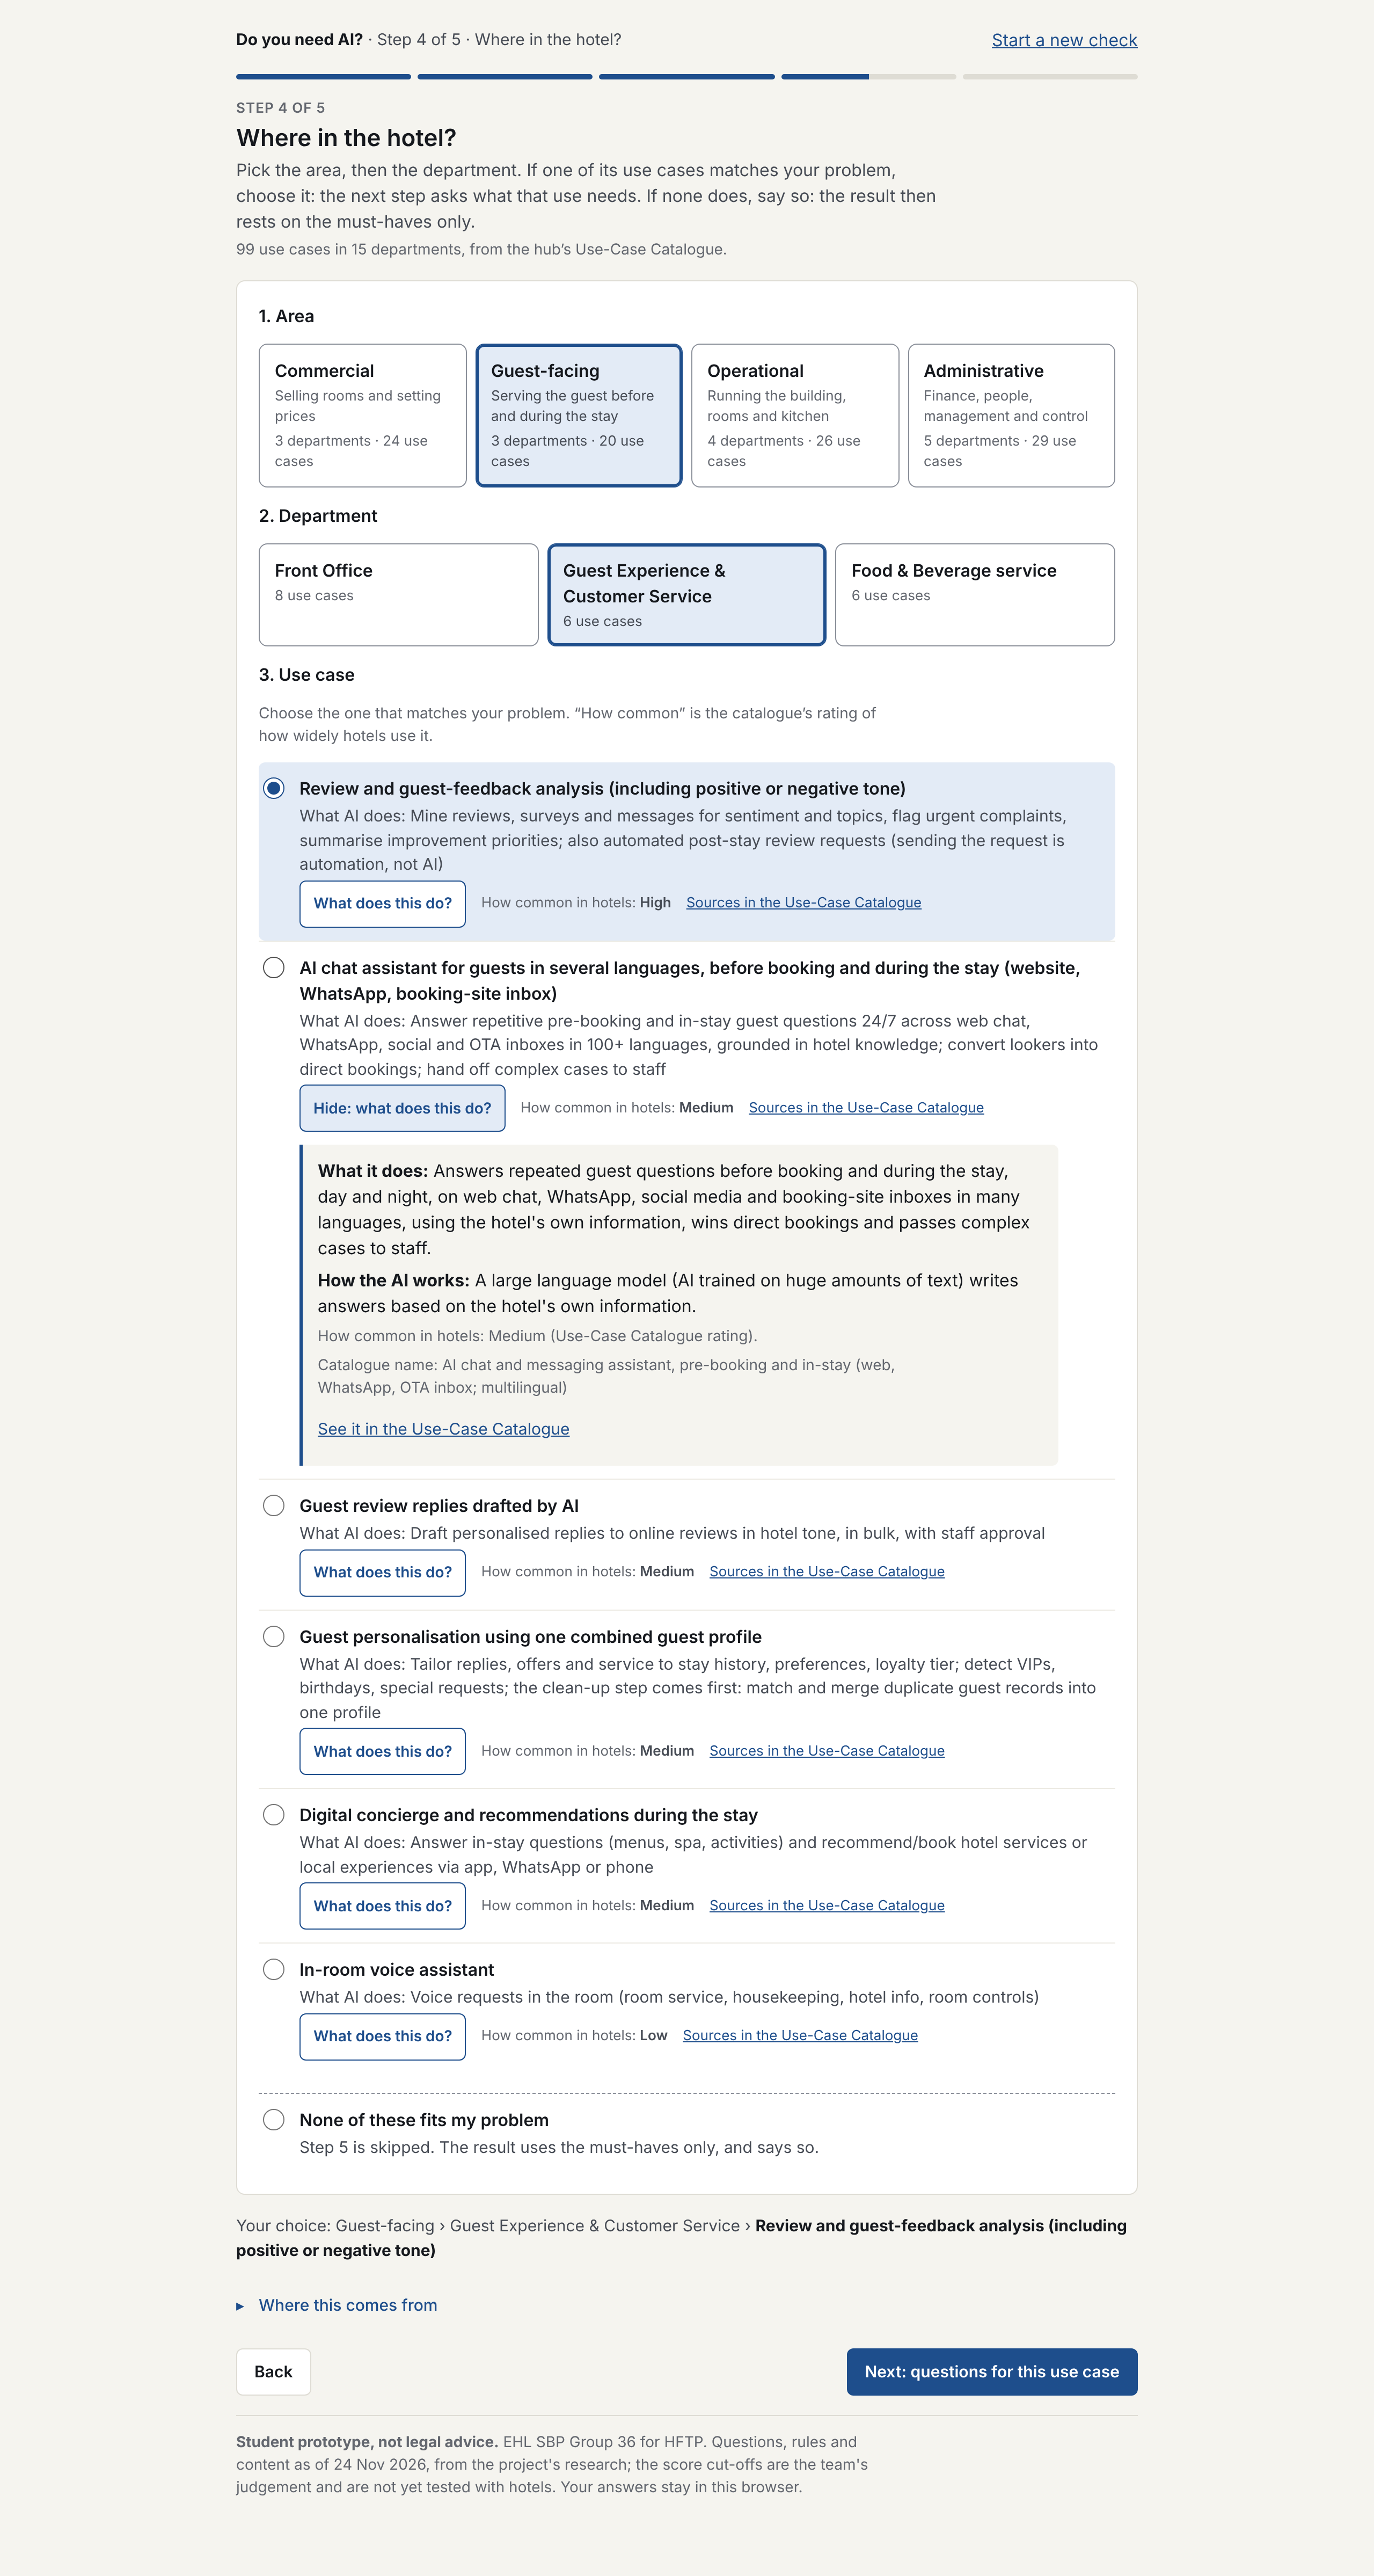 Do you need AI? · Step 4 of 5 · Where in the hotel?
Start a new check
STEP 4 OF 5
Where in the hotel?
Pick the area, then the department. If one of its use cases matches your problem,
choose it: the next step asks what that use needs. If none does, say so: the result then
rests on the must-haves only.
99 use cases in 15 departments, from the hub’s Use-Case Catalogue.
1. Area
Commercial
Selling rooms and setting
prices
3 departments · 24 use
cases
Guest-facing
Serving the guest before
and during the stay
3 departments · 20 use
cases
Operational
Running the building,
rooms and kitchen
4 departments · 26 use
cases
Administrative
Finance, people,
management and control
5 departments · 29 use
cases
2. Department
Front Office
8 use cases
Guest Experience &
Customer Service
6 use cases
Food & Beverage service
6 use cases
3. Use case
Choose the one that matches your problem. “How common” is the catalogue’s rating of
how widely hotels use it.
Review and guest-feedback analysis (including positive or negative tone)
What AI does: Mine reviews, surveys and messages for sentiment and topics, flag urgent complaints,
summarise improvement priorities; also automated post-stay review requests (sending the request is
automation, not AI)
What does this do? How common in hotels: High Sources in the Use-Case Catalogue
AI chat assistant for guests in several languages, before booking and during the stay (website,
WhatsApp, booking-site inbox)
What AI does: Answer repetitive pre-booking and in-stay guest questions 24/7 across web chat,
WhatsApp, social and OTA inboxes in 100+ languages, grounded in hotel knowledge; convert lookers into
direct bookings; hand off complex cases to staff
Hide: what does this do? How common in hotels: Medium Sources in the Use-Case Catalogue
What it does: Answers repeated guest questions before booking and during the stay,
day and night, on web chat, WhatsApp, social media and booking-site inboxes in many
languages, using the hotel's own information, wins direct bookings and passes complex
cases to staff.
How the AI works: A large language model (AI trained on huge amounts of text) writes
answers based on the hotel's own information.
How common in hotels: Medium (Use-Case Catalogue rating).
Catalogue name: AI chat and messaging assistant, pre-booking and in-stay (web,
WhatsApp, OTA inbox; multilingual)
See it in the Use-Case Catalogue
Guest review replies drafted by AI
What AI does: Draft personalised replies to online reviews in hotel tone, in bulk, with staff approval
What does this do? How common in hotels: Medium Sources in the Use-Case Catalogue
Guest personalisation using one combined guest profile
What AI does: Tailor replies, offers and service to stay history, preferences, loyalty tier; detect VIPs,
birthdays, special requests; the clean-up step comes first: match and merge duplicate guest records into
one profile
What does this do? How common in hotels: Medium Sources in the Use-Case Catalogue
Digital concierge and recommendations during the stay
What AI does: Answer in-stay questions (menus, spa, activities) and recommend/book hotel services or
local experiences via app, WhatsApp or phone
What does this do? How common in hotels: Medium Sources in the Use-Case Catalogue
In-room voice assistant
What AI does: Voice requests in the room (room service, housekeeping, hotel info, room controls)
What does this do? How common in hotels: Low Sources in the Use-Case Catalogue
None of these fits my problem
Step 5 is skipped. The result uses the must-haves only, and says so.
Your choice: Guest-facing › Guest Experience & Customer Service › Review and guest-feedback analysis (including
positive or negative tone)
▸ Where this comes from
Back
Next: questions for this use case
Student prototype, not legal advice. EHL SBP Group 36 for HFTP. Questions, rules and
content as of 24 Nov 2026, from the project's research; the score cut-offs are the team's
judgement and are not yet tested with hotels. Your answers stay in this browser.